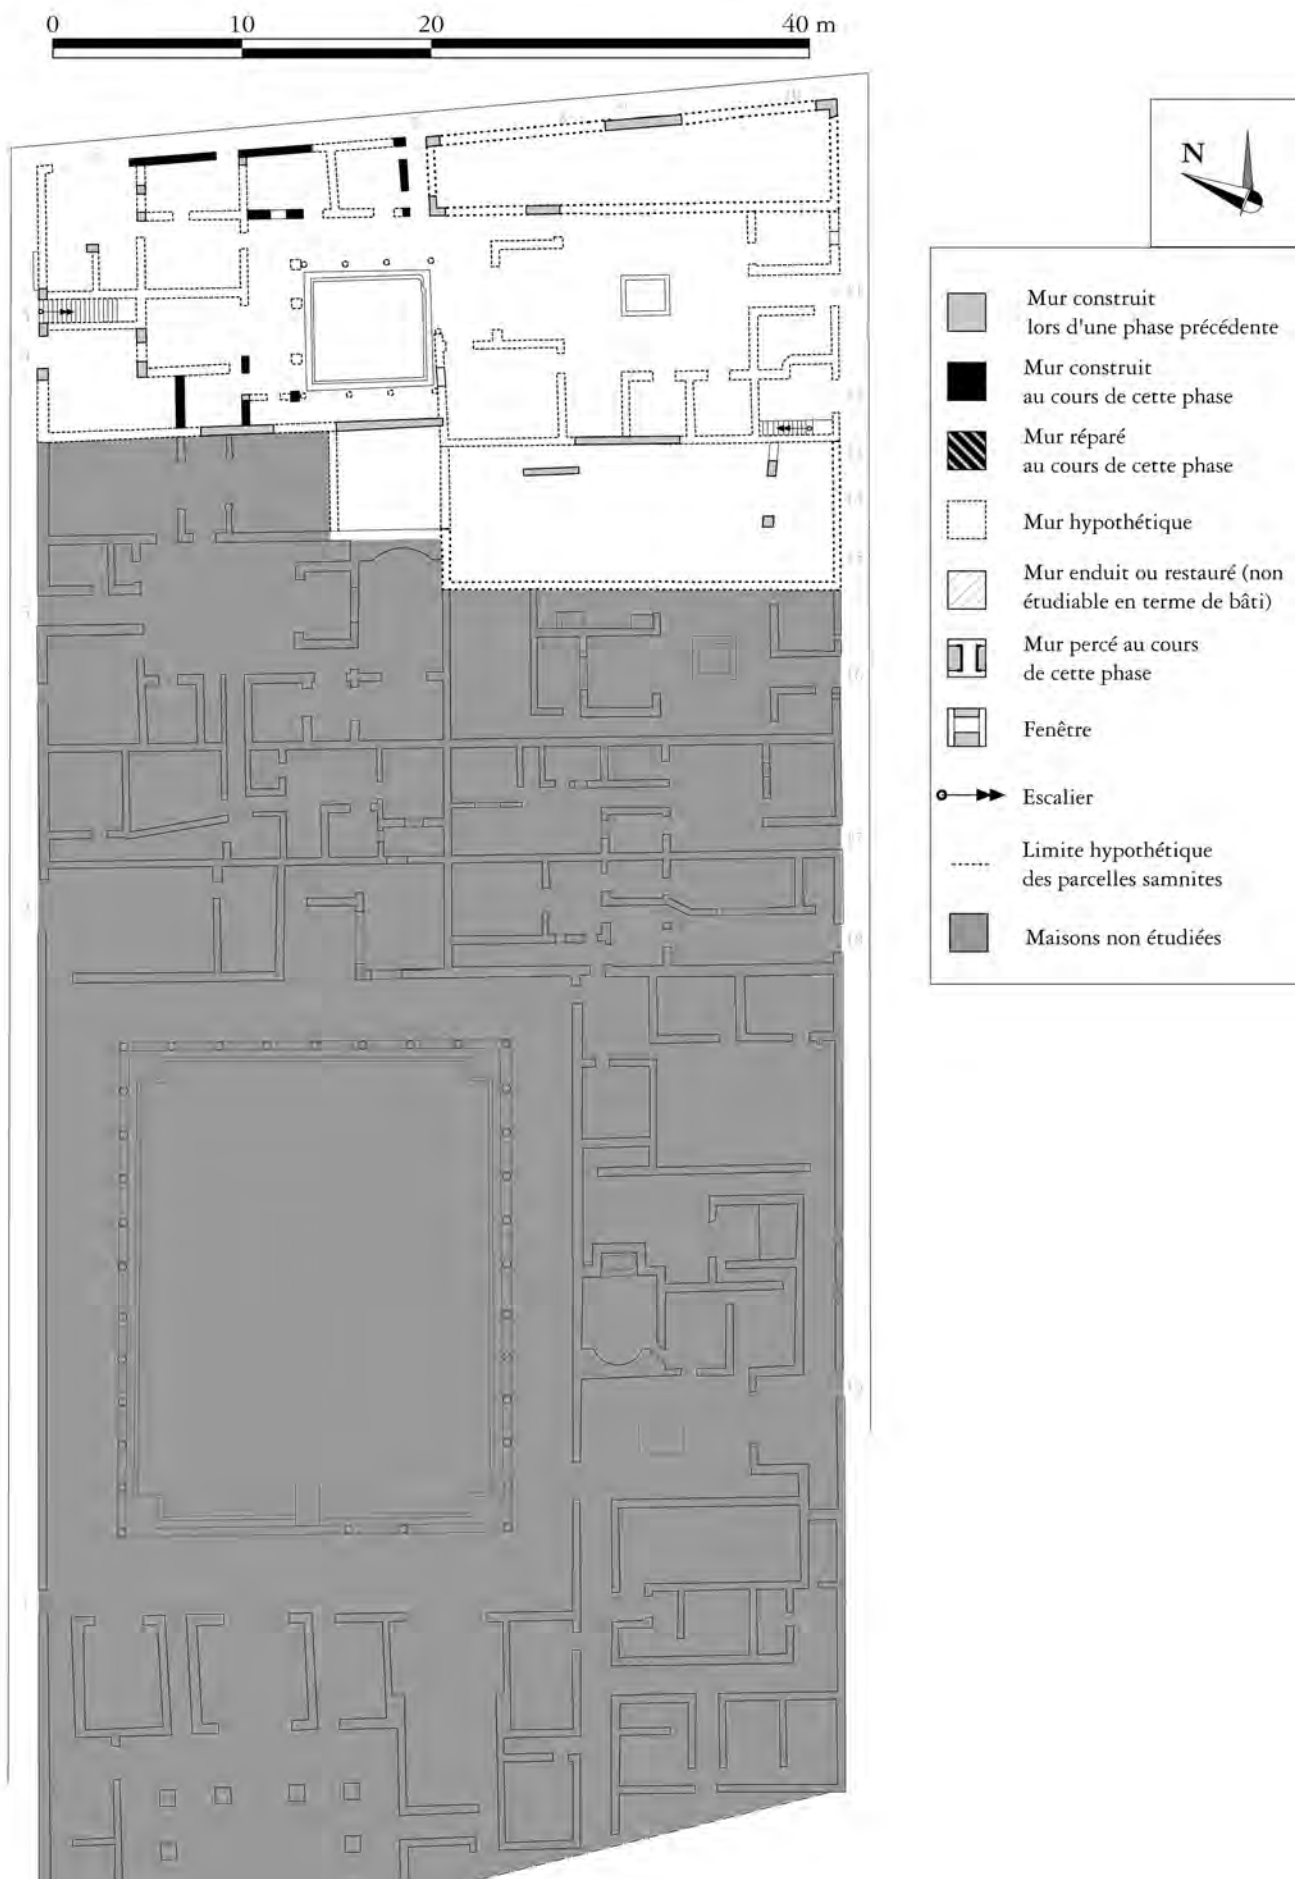 0 10 20 40 m
N
Mur construit
lors d'une phase précédente
Mur construit
au cours de cette phase
Mur réparé
au cours de cette phase
Mur hypothétique
Mur enduit ou restauré (non
étudiable en terme de bâti)
Mur percé au cours
de cette phase
Fenêtre
Escalier
Limite hypothétique
des parcelles samnites
Maisons non étudiées